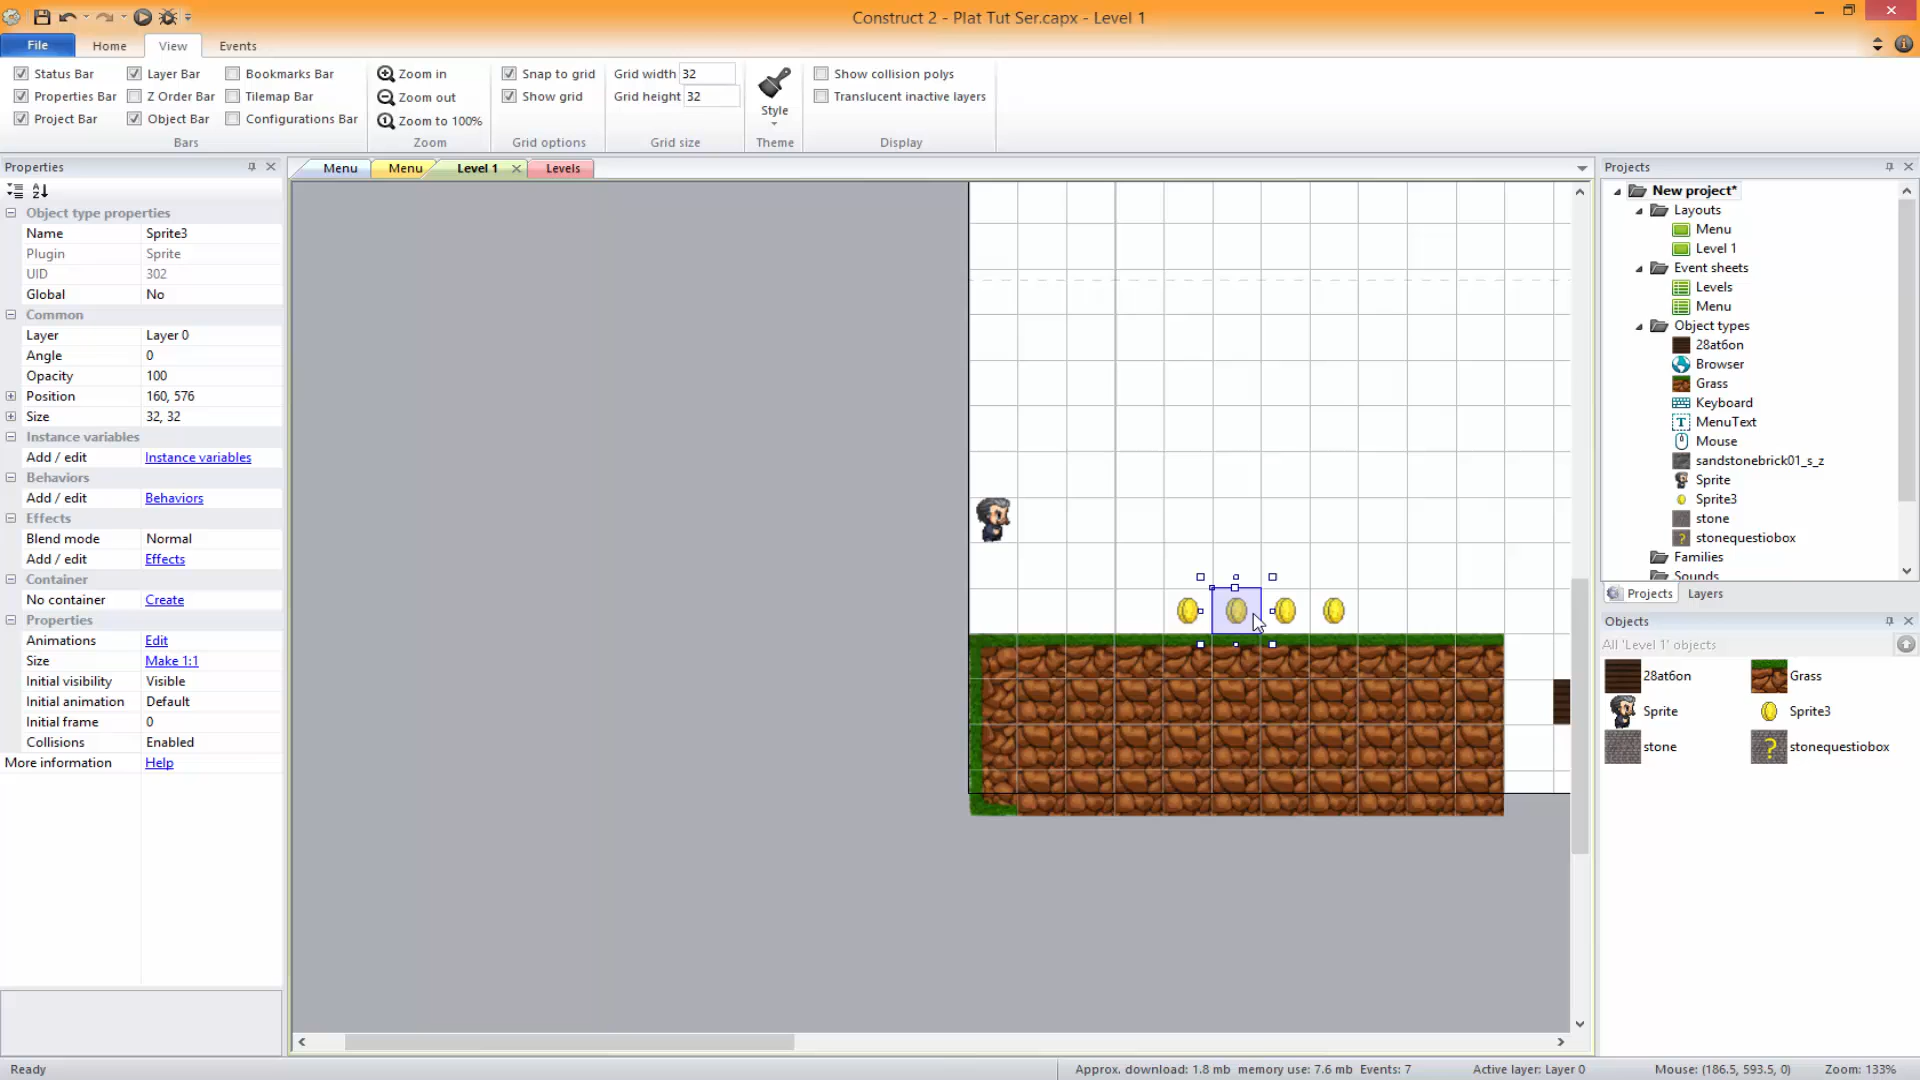 Construct 2 - Plat Tut Ser.capx - Level 1
File
Home
View
Events
Status Bar
Layer Bar
Bookmarks Bar
Zoom in
Snap to grid
Grid width 32
Show collision polys
Properties Bar
Z Order Bar
Tilemap Bar
Zoom out
Show grid
Grid height 32
Style
Translucent inactive layers
Project Bar
Object Bar
Configurations Bar
Zoom to 100%
Bars
Zoom
Grid options
Grid size
Theme
Display
Properties
Menu
Menu
Level 1
Levels
Projects
Object type properties
Name Sprite3
Plugin Sprite
UID 302
Global No
Common
Layer Layer 0
Angle 0
Opacity 100
Position 160, 576
Size 32, 32
Instance variables
Add / edit Instance variables
Behaviors
Add / edit Behaviors
Effects
Blend mode Normal
Add / edit Effects
Container
No container Create
Properties
Animations Edit
Size Make 1:1
Initial visibility Visible
Initial animation Default
Initial frame 0
Collisions Enabled
More information Help
New project*
Layouts
Menu
Level 1
Event sheets
Levels
Menu
Object types
28at6on
Browser
Grass
Keyboard
MenuText
Mouse
sandstonebrick01_s_z
Sprite
Sprite3
stone
stonequestiobox
Families
Sounds
Projects Layers
Objects
All 'Level 1' objects
28at6on
Grass
Sprite
Sprite3
stone
stonequestiobox
Ready
Approx. download: 1.8 mb memory use: 7.6 mb Events: 7
Active layer: Layer 0
Mouse: (186.5, 593.5, 0)
Zoom: 133%